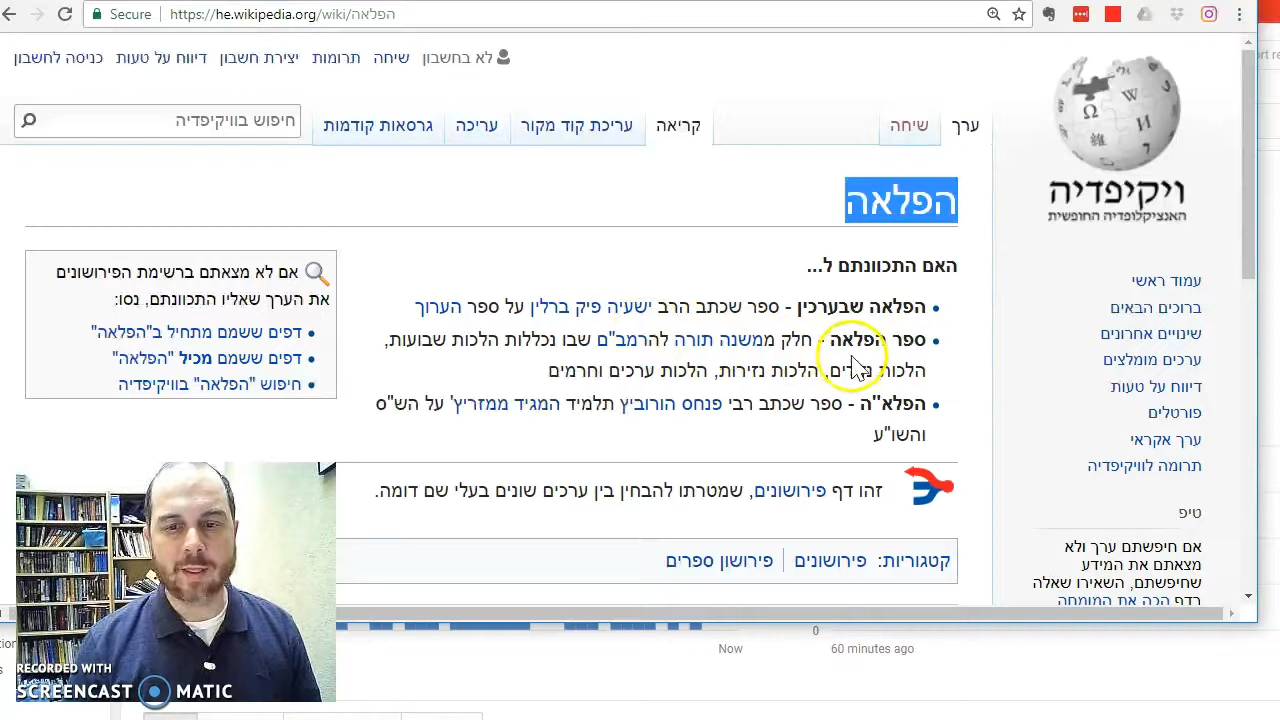 Secure | https://he.wikipedia.org/wiki/הפלאה
לא בחשבון שיחה תרומות יצירת חשבון דיווח על טעות כניסה לחשבון
ערך שיחה קריאה עריכת קוד מקור עריכה גרסאות קודמות חיפוש בוויקיפדיה
ויקיפדיה
האנציקלופדיה החופשית
הפלאה
האם התכוונתם ל...
הפלאה שבערכין - ספר שכתב הרב ישעיה פיק ברלין על ספר הערוך
ספר הפלאה - חלק ממשנה תורה להרמב"ם שבו נכללות הלכות שבועות,
הלכות נדרים, הלכות נזירות, הלכות ערכים וחרמים
הפלא"ה - ספר שכתב רבי פנחס הורוביץ תלמיד המגיד ממזריץ' על הש"ס
והשו"ע
אם לא מצאתם ברשימת הפירושונים
את הערך שאליו התכוונתם, נסו:
דפים ששמם מתחיל ב"הפלאה"
דפים ששמם מכיל "הפלאה"
חיפוש "הפלאה" בוויקיפדיה
זהו דף פירושונים, שמטרתו להבחין בין ערכים שונים בעלי שם דומה.
קטגוריות: פירושונים | פירושון ספרים
עמוד ראשי
ברוכים הבאים
שינויים אחרונים
ערכים מומלצים
דיווח על טעות
פורטלים
ערך אקראי
תרומה לוויקיפדיה
טיפ
אם חיפשתם ערך ולא
מצאתם את המידע
שחיפשתם, השאירו שאלה
בדף הכה את המומחה
0
Now
60 minutes ago
RECORDED WITH
SCREENCAST MATIC